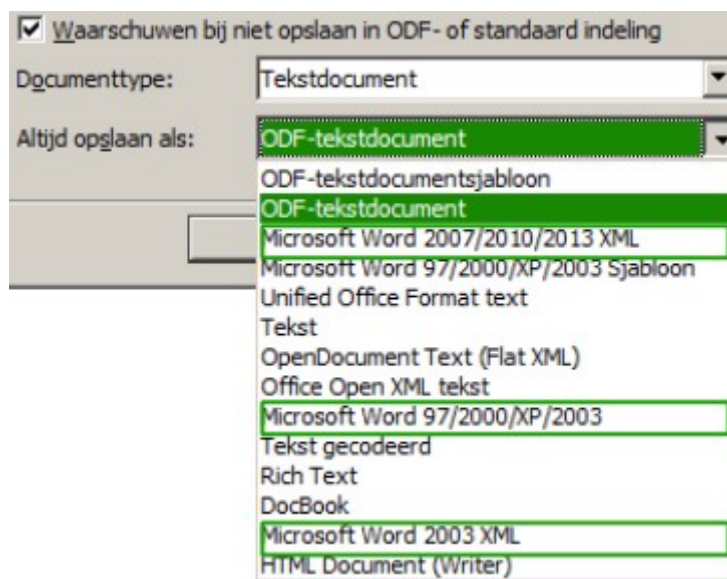 Waarschuwen bij niet opslaan in ODF- of standaard indeling
Documenttype: Tekstdocument
Altijd opslaan als: ODF-tekstdocument
ODF-tekstdocumentsjabloon
ODF-tekstdocument
Microsoft Word 2007/2010/2013 XML
Microsoft Word 97/2000/XP/2003 Sjabloon
Unified Office Format text
Tekst
OpenDocument Text (Flat XML)
Office Open XML tekst
Microsoft Word 97/2000/XP/2003
Tekst gecodeerd
Rich Text
DocBook
Microsoft Word 2003 XML
HTML Document (Writer)